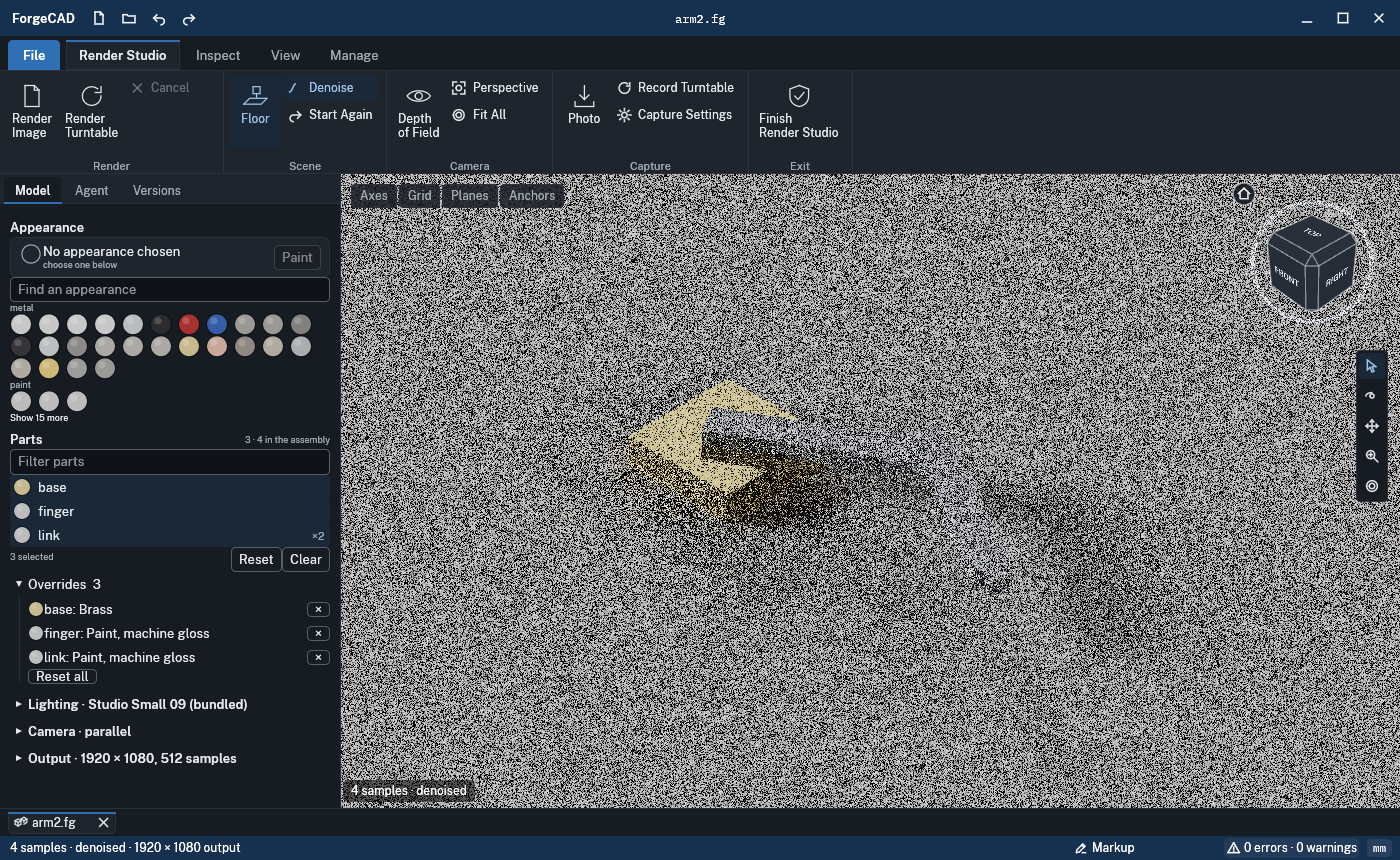 ForgeCAD
arm2.fg
File
Render Studio
Inspect
View
Manage
Render
Image
Render
Turntable
Cancel
Render
Floor
Denoise
Start Again
Scene
Depth
of Field
Perspective
Fit All
Camera
Photo
Record Turntable
Capture Settings
Capture
Finish
Render Studio
Exit
Model
Agent
Versions
Appearance
No appearance chosen
choose one below
Paint
Find an appearance
metal
paint
Show 15 more
Parts
3 · 4 in the assembly
Filter parts
base
finger
link
×2
3 selected
Reset
Clear
Overrides 3
base: Brass
finger: Paint, machine gloss
link: Paint, machine gloss
Reset all
Lighting · Studio Small 09 (bundled)
Camera · parallel
Output · 1920 × 1080, 512 samples
Axes
Grid
Planes
Anchors
TOP
FRONT
RIGHT
4 samples · denoised
arm2.fg
4 samples · denoised · 1920 × 1080 output
Markup
0 errors · 0 warnings
mm